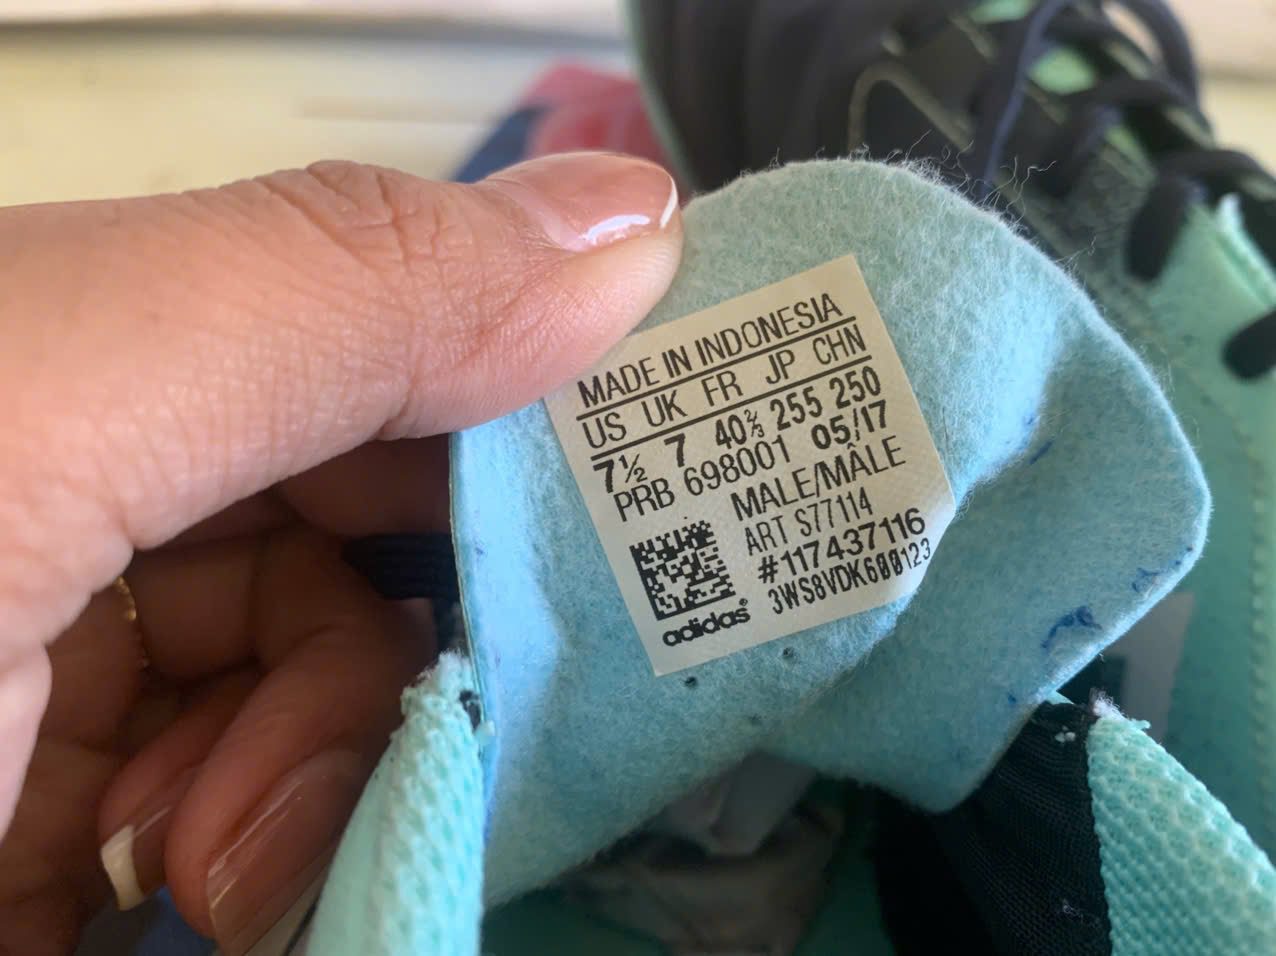 MADE IN INDONESIA
US UK FR JP CHN
7½ 7 40⅔ 255 250
PRB 698001 05/17
MALE/MÂLE
ART S77114
#117437116
3WS8VDK600123
adidas®